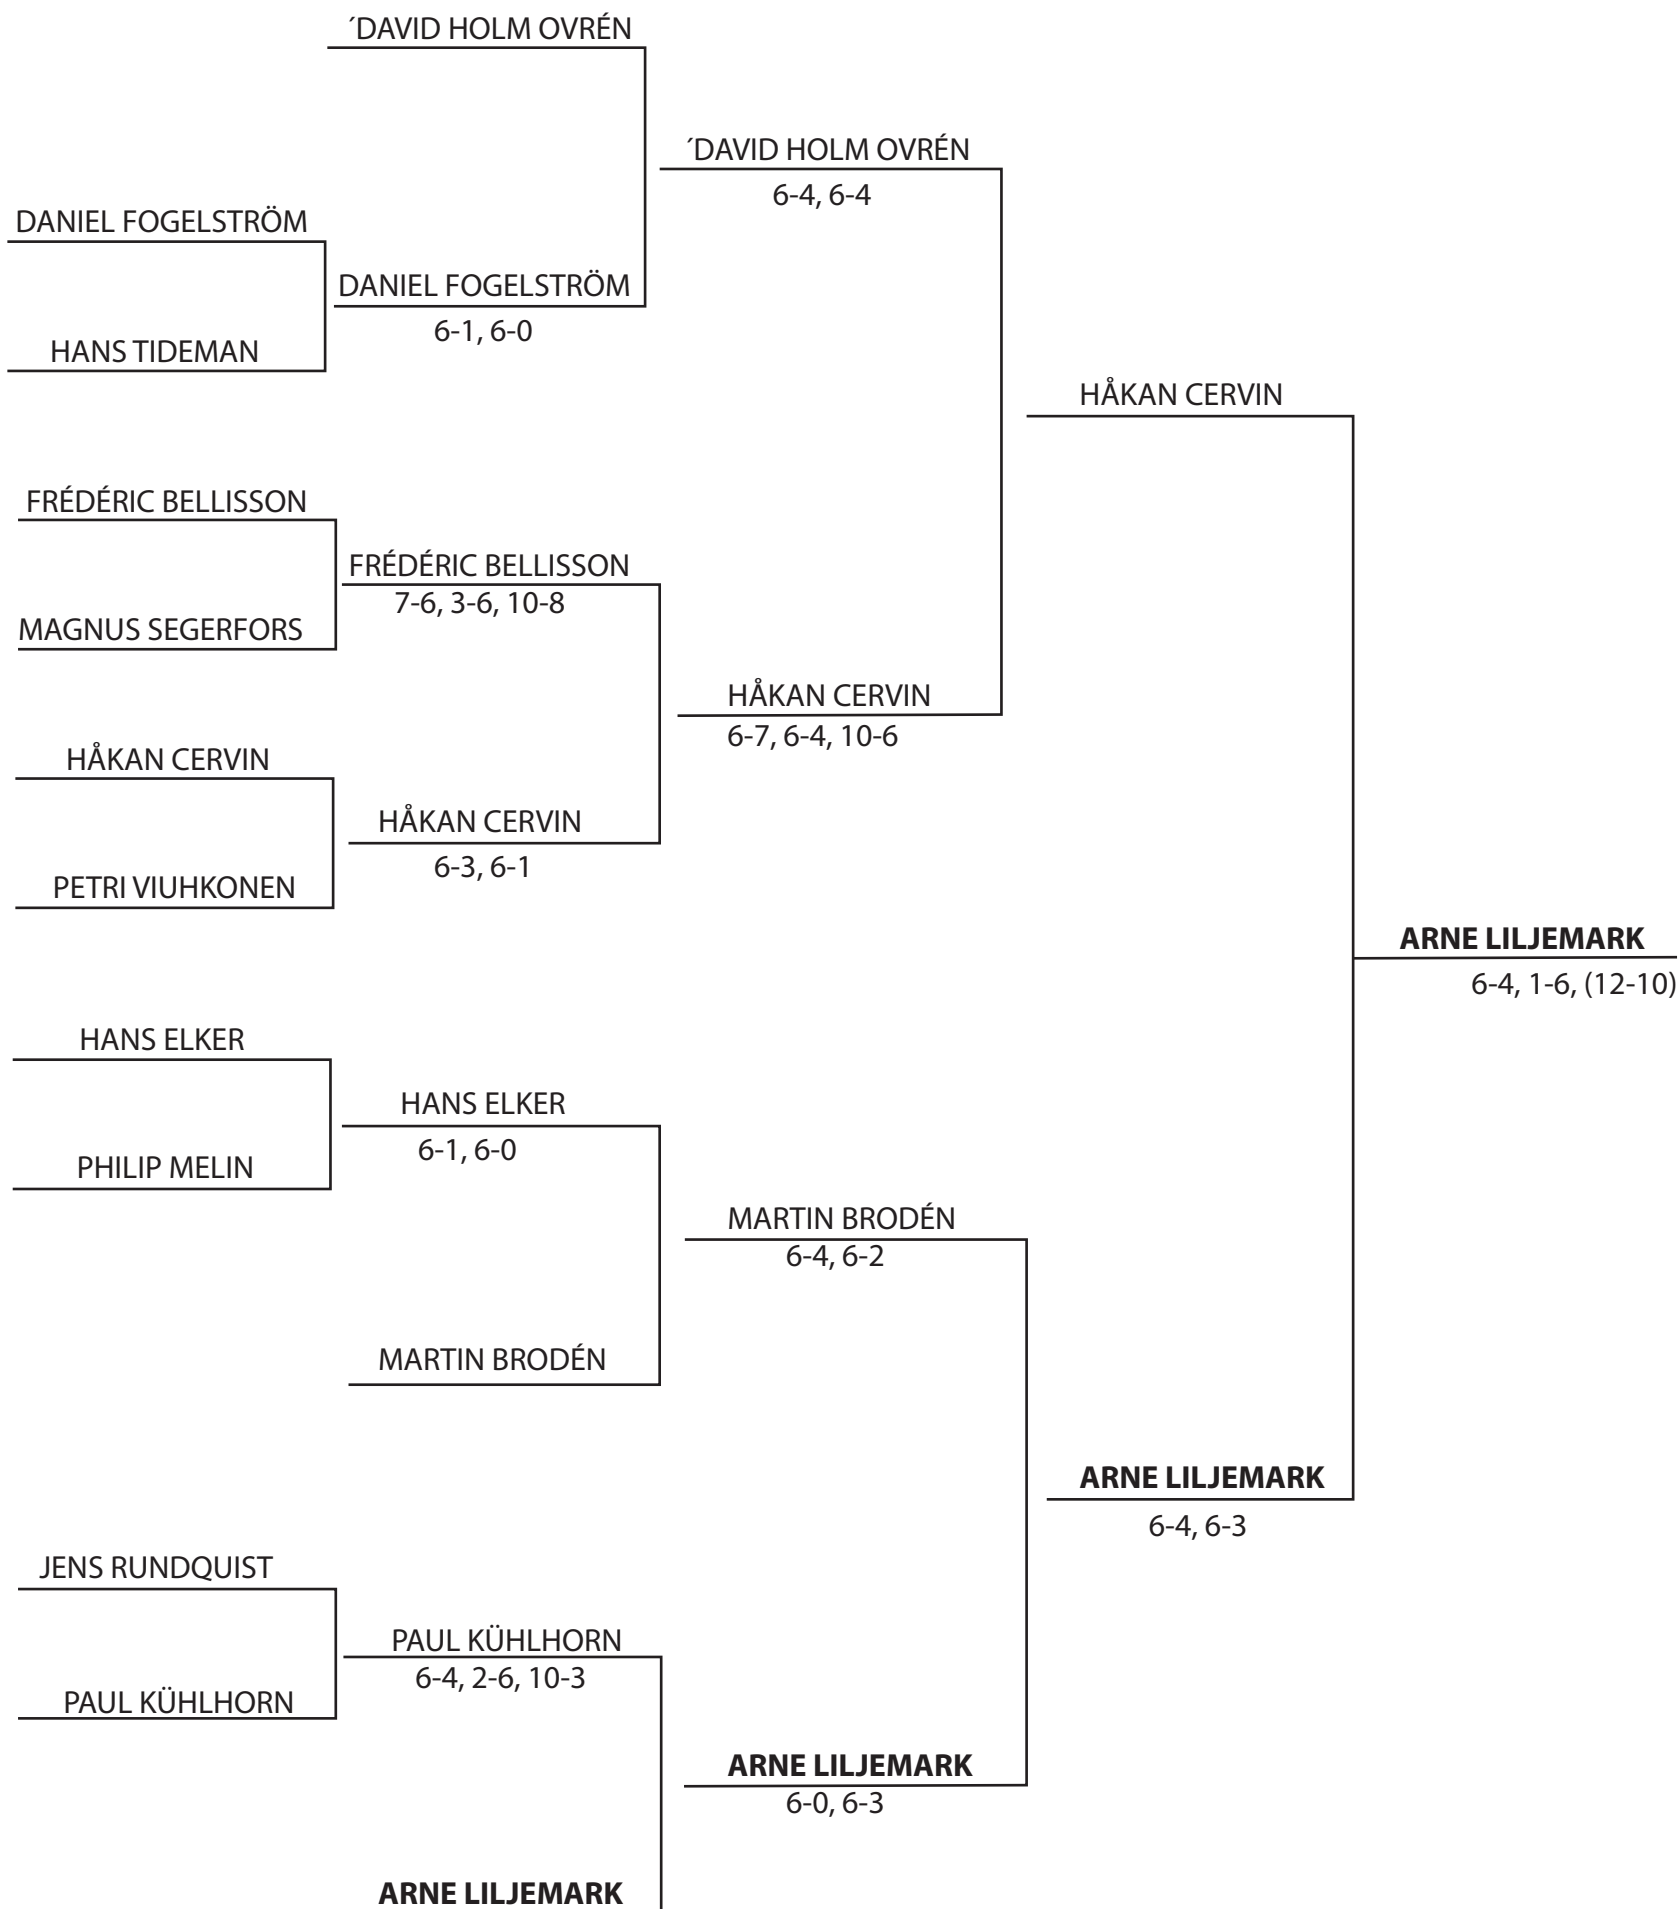 ´DAVID HOLM OVRÉN
´DAVID HOLM OVRÉN
6-4, 6-4
DANIEL FOGELSTRÖM
DANIEL FOGELSTRÖM
6-1, 6-0
HANS TIDEMAN
HÅKAN CERVIN
FRÉDÉRIC BELLISSON
FRÉDÉRIC BELLISSON
7-6, 3-6, 10-8
MAGNUS SEGERFORS
HÅKAN CERVIN
6-7, 6-4, 10-6
HÅKAN CERVIN
HÅKAN CERVIN
6-3, 6-1
PETRI VIUHKONEN
ARNE LILJEMARK
6-4, 1-6, (12-10)
HANS ELKER
HANS ELKER
6-1, 6-0
PHILIP MELIN
MARTIN BRODÉN
6-4, 6-2
MARTIN BRODÉN
ARNE LILJEMARK
6-4, 6-3
JENS RUNDQUIST
PAUL KÜHLHORN
6-4, 2-6, 10-3
PAUL KÜHLHORN
ARNE LILJEMARK
6-0, 6-3
ARNE LILJEMARK